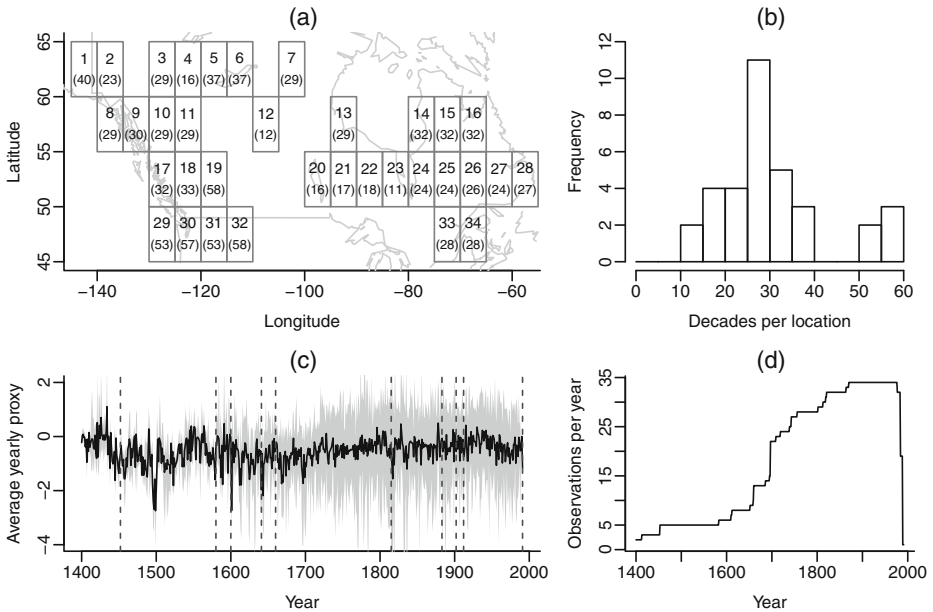 (a)
Latitude
65
60
55
50
45
1 2 3 4 5 6 7
(40) (23) (29) (16) (37) (37) (29)
8 9 10 11 12 13 14 15 16
(29) (30) (29) (29) (12) (29) (32) (32) (32)
17 18 19 20 21 22 23 24 25 26 27 28
(32) (33) (58) (16) (17) (18) (11) (24) (24) (26) (24) (27)
29 30 31 32 33 34
(53) (57) (53) (58) (28) (28)
−140 −120 −100 −80 −60
Longitude
(b)
Frequency
12
10
8
6
4
2
0
0 10 20 30 40 50 60
Decades per location
(c)
Average yearly proxy
2
0
−2
−4
1400 1500 1600 1700 1800 1900 2000
Year
(d)
Observations per year
35
25
15
5
0
1400 1600 1800 2000
Year